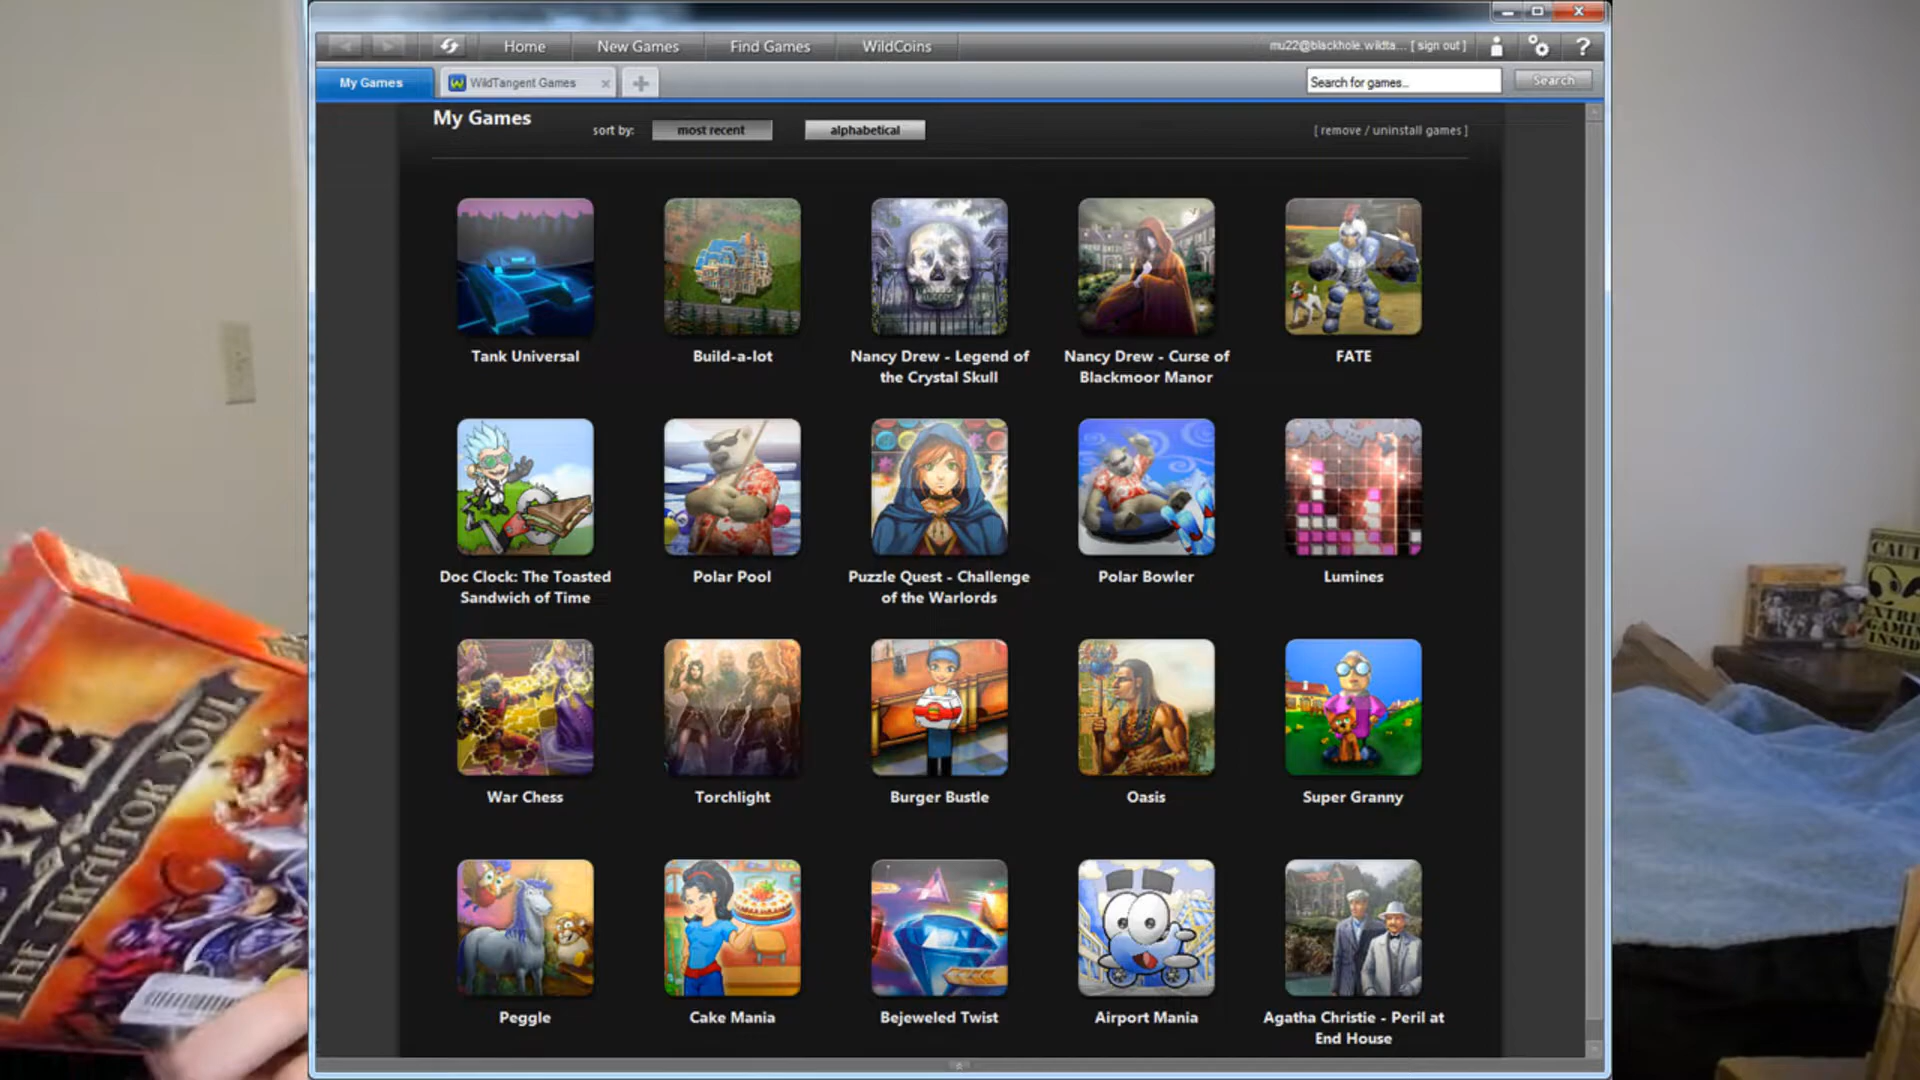 Home
New Games
Find Games
WildCoins
mu22@blackhole.wildta... [ sign out ]
?
My Games
WildTangent Games
Search for games...
Search
My Games
sort by:
most recent
alphabetical
[ remove / uninstall games ]
Tank Universal
Build-a-lot
Nancy Drew - Legend of
the Crystal Skull
Nancy Drew - Curse of
Blackmoor Manor
FATE
Doc Clock: The Toasted
Sandwich of Time
Polar Pool
Puzzle Quest - Challenge
of the Warlords
Polar Bowler
Lumines
War Chess
Torchlight
Burger Bustle
Oasis
Super Granny
Peggle
Cake Mania
Bejeweled Twist
Airport Mania
Agatha Christie - Peril at
End House
THE TRAITOR SOUL